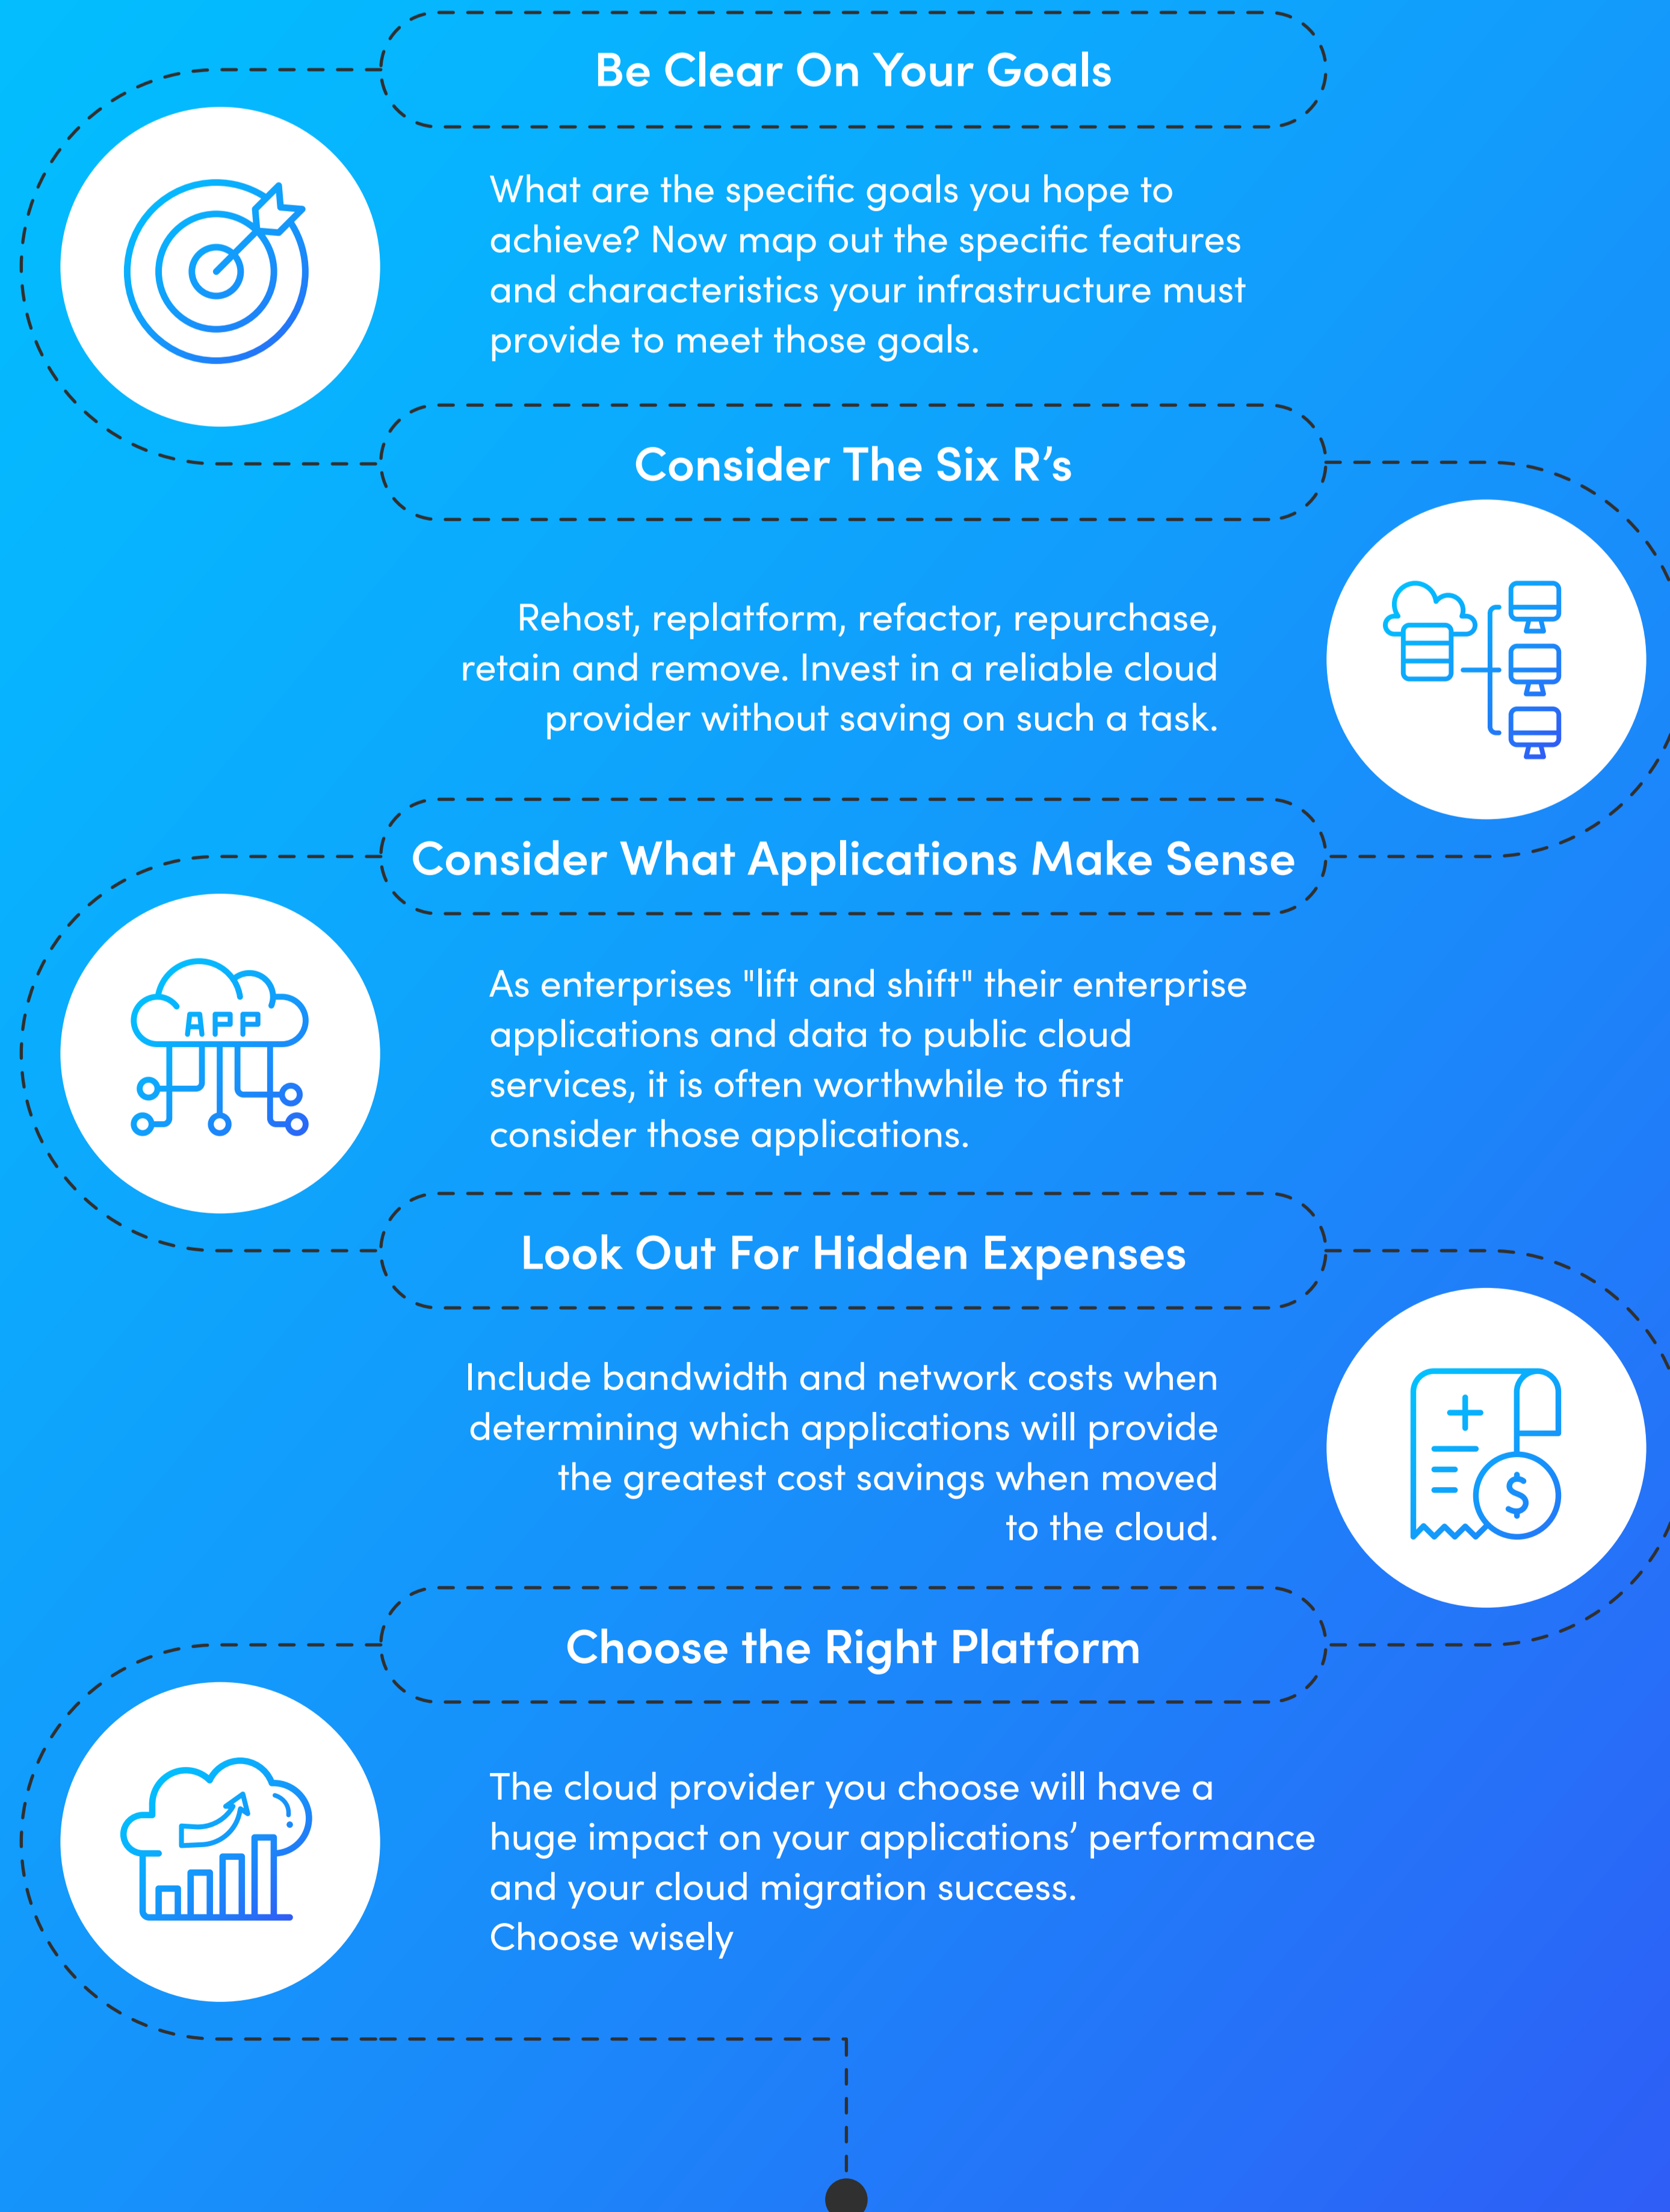 Be Clear On Your Goals
What are the specific goals you hope to
achieve? Now map out the specific features
and characteristics your infrastructure must
provide to meet those goals.
Consider The Six R’s
Rehost, replatform, refactor, repurchase,
retain and remove. Invest in a reliable cloud
provider without saving on such a task.
Consider What Applications Make Sense
APP
As enterprises "lift and shift" their enterprise
applications and data to public cloud
services, it is often worthwhile to first
consider those applications.
Look Out For Hidden Expenses
Include bandwidth and network costs when
determining which applications will provide
the greatest cost savings when moved
to the cloud.
$
Choose the Right Platform
The cloud provider you choose will have a
huge impact on your applications’ performance
and your cloud migration success.
Choose wisely